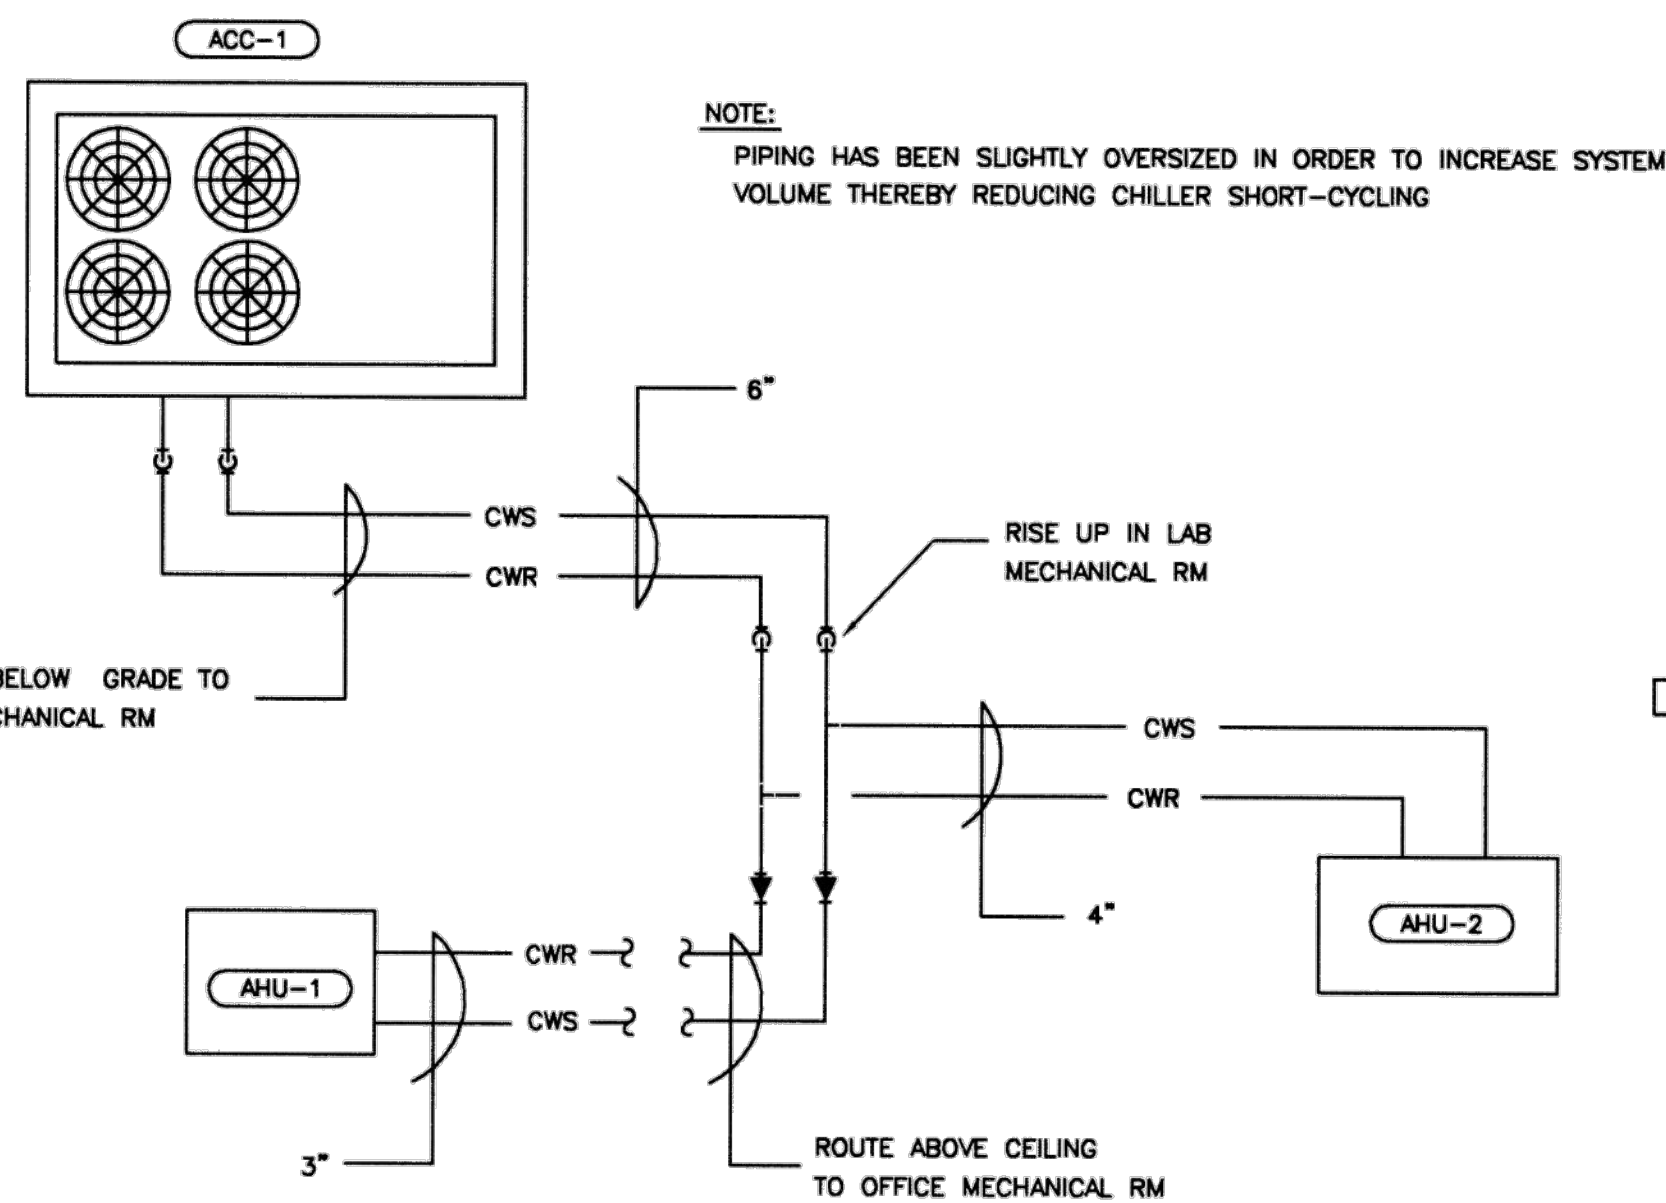 ACC-1
NOTE:
PIPING HAS BEEN SLIGHTLY OVERSIZED IN ORDER TO INCREASE SYSTEM
VOLUME THEREBY REDUCING CHILLER SHORT-CYCLING
6"
CWS
CWR
RISE UP IN LAB
MECHANICAL RM
BELOW GRADE TO
CHANICAL RM
CWS
CWR
4"
AHU-2
AHU-1
CWR
CWS
3"
ROUTE ABOVE CEILING
TO OFFICE MECHANICAL RM